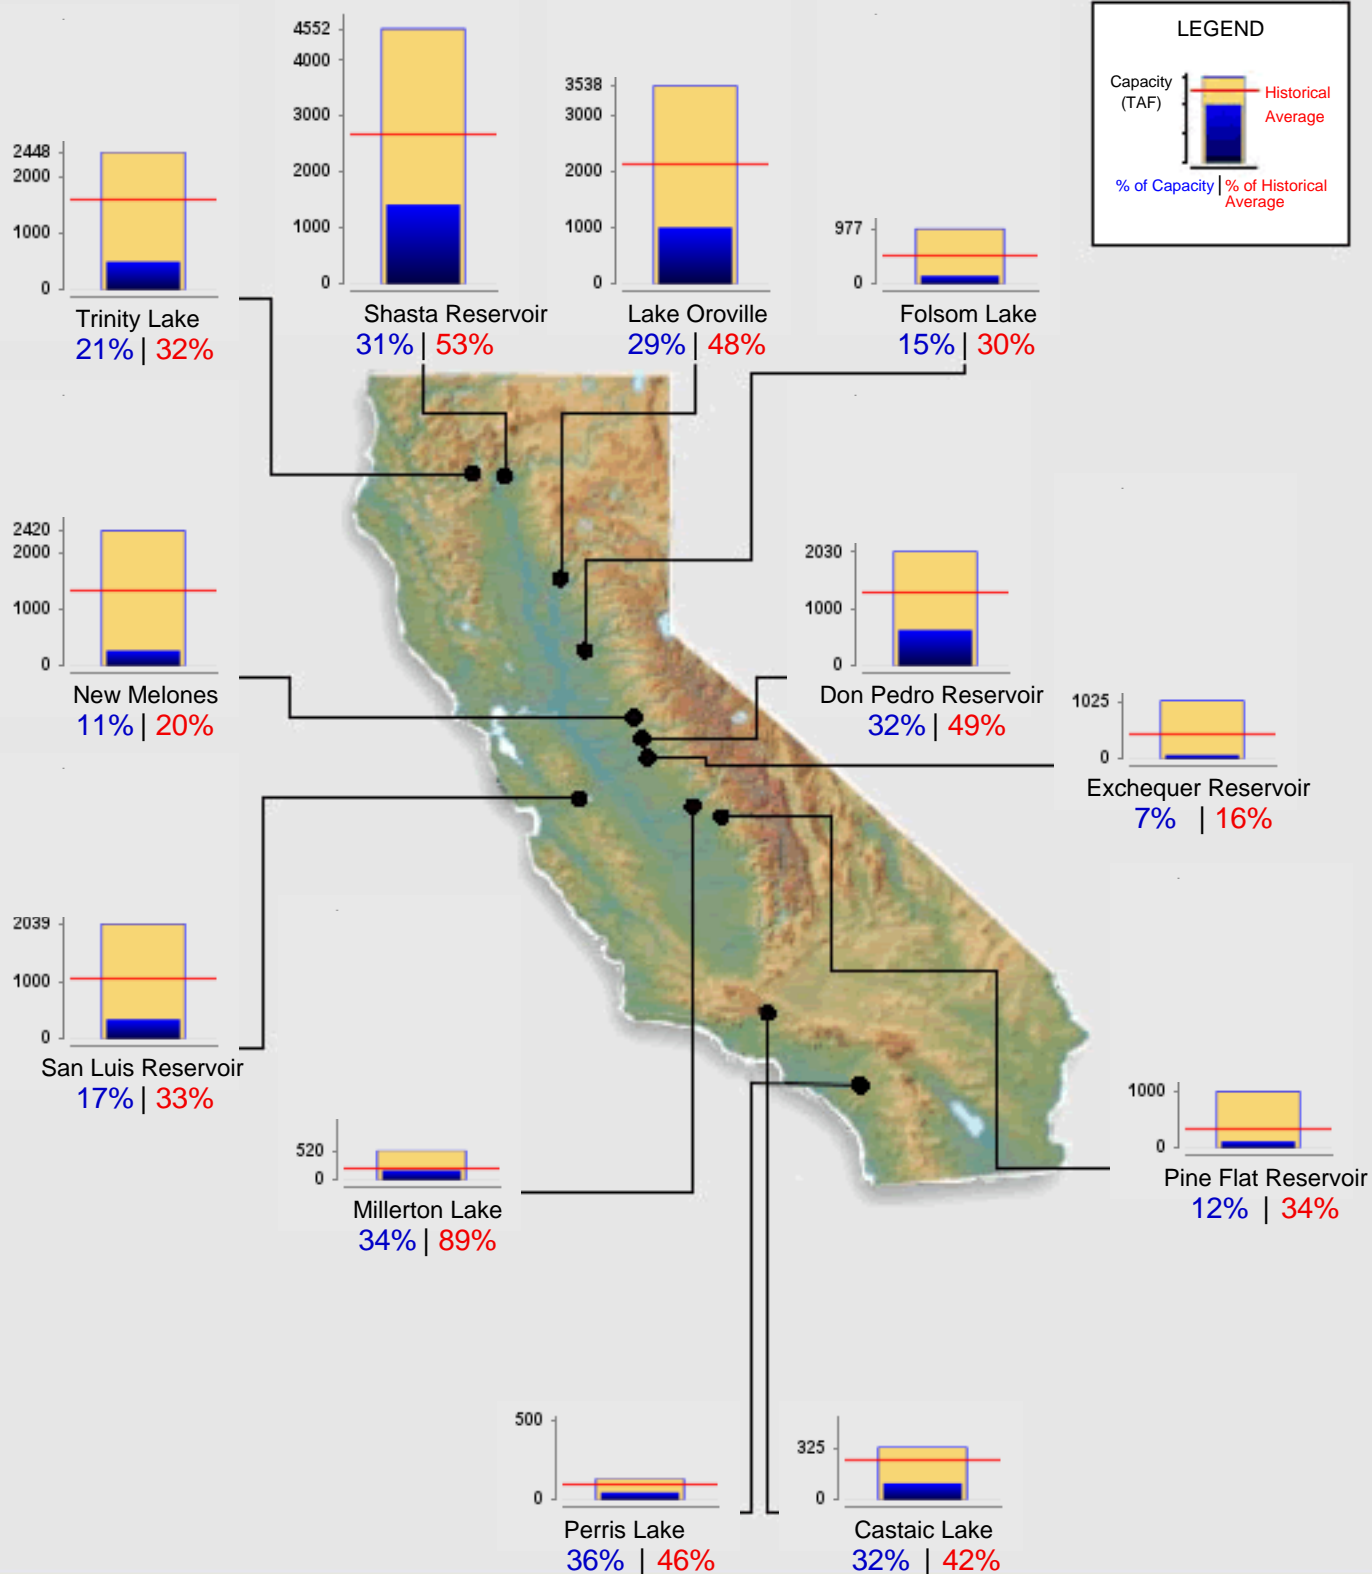 LEGEND
Capacity
(TAF)
Historical
Average
% of Capacity | % of Historical
Average
2448
2000
1000
0
Trinity Lake
21% | 32%
4552
4000
3000
2000
1000
0
Shasta Reservoir
31% | 53%
3538
3000
2000
1000
0
Lake Oroville
29% | 48%
977
0
Folsom Lake
15% | 30%
2420
2000
1000
0
New Melones
11% | 20%
2030
1000
0
Don Pedro Reservoir
32% | 49%
1025
0
Exchequer Reservoir
7% | 16%
2039
1000
0
San Luis Reservoir
17% | 33%
520
0
Millerton Lake
34% | 89%
1000
0
Pine Flat Reservoir
12% | 34%
500
0
Perris Lake
36% | 46%
325
0
Castaic Lake
32% | 42%